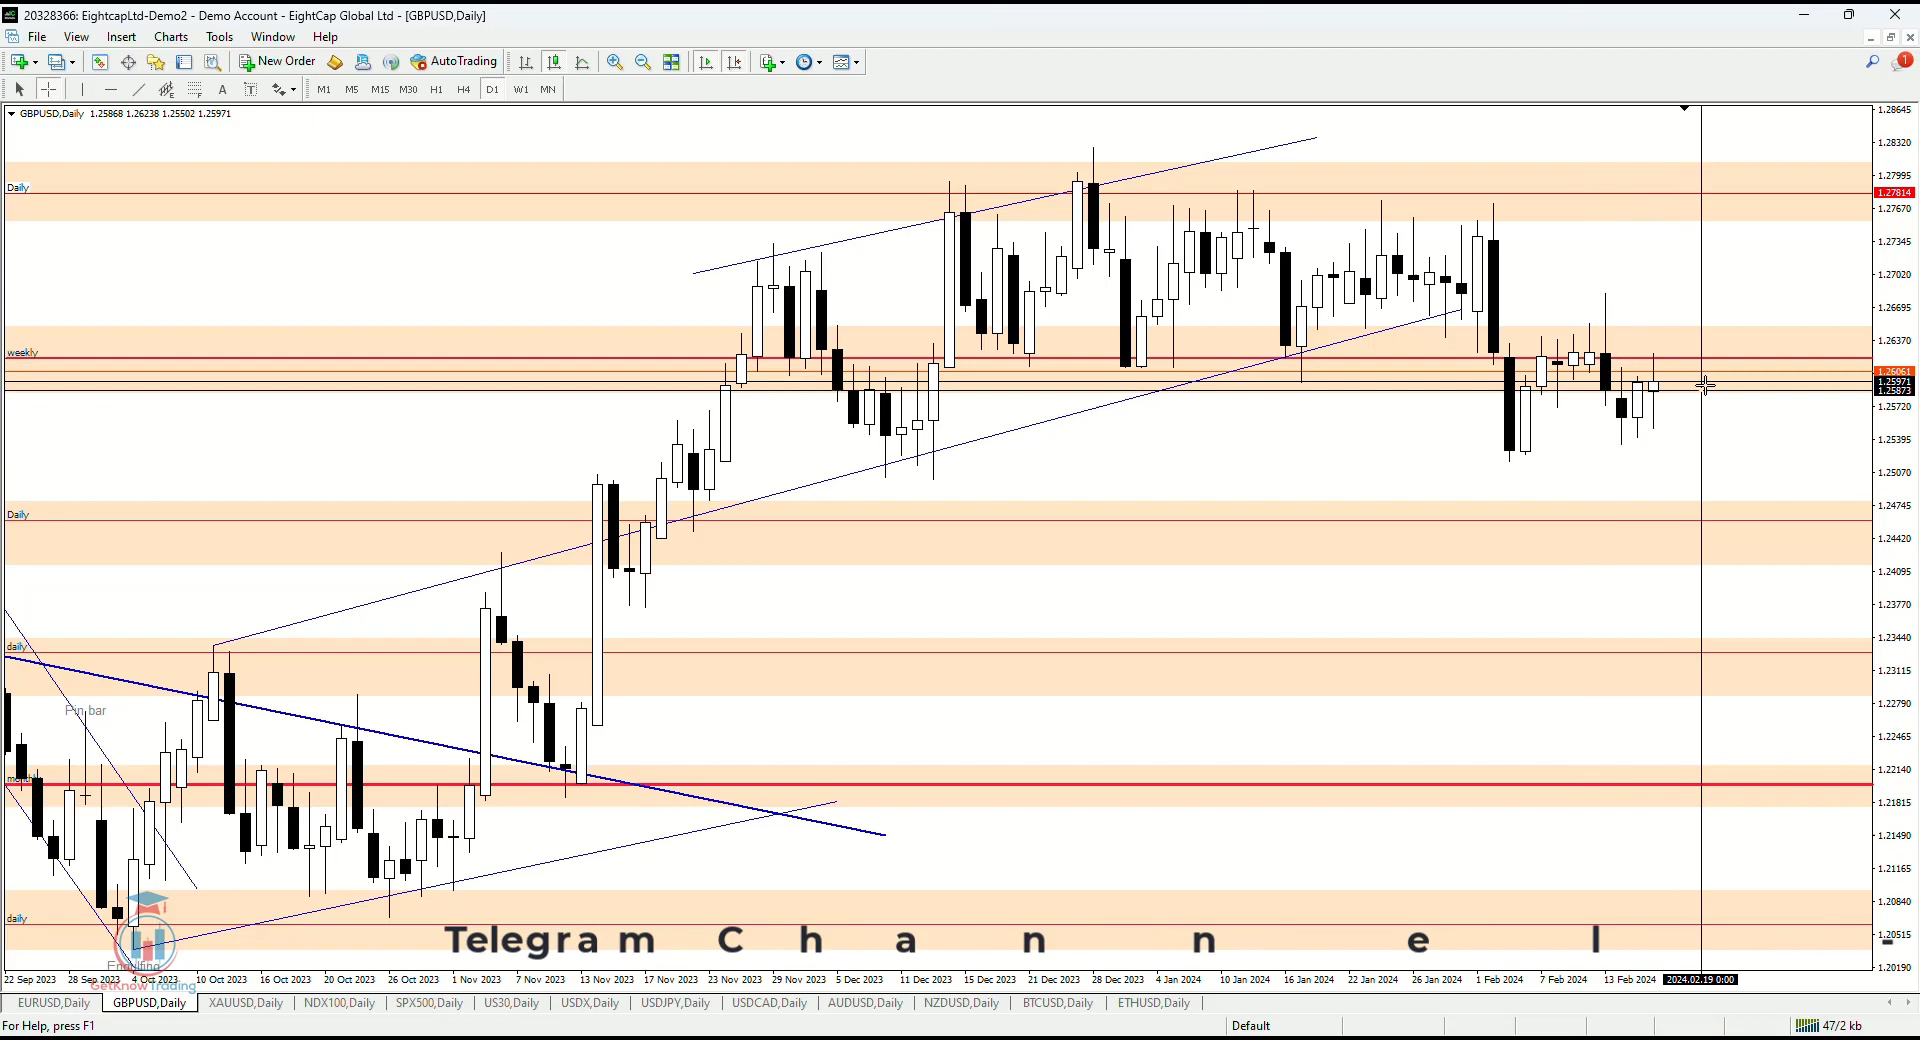 20328366: EightcapLtd-Demo2 - Demo Account - EightCap Global Ltd - [GBPUSD,Daily]
File View Insert Charts Tools Window Help
New Order AutoTrading 1
A T M1 M5 M15 M30 H1 H4 D1 W1 MN
GBPUSD,Daily 1.25868 1.26238 1.25502 1.25971
1.28645
1.28320
1.27995
Daily
1.27814
1.27670
1.27345
1.27020
1.26695
1.26370
weekly
1.26061
1.25971
1.25873
1.25720
1.25395
1.25070
Daily
1.24745
1.24420
1.24095
1.23770
1.23440
daily
1.23115
Pin bar
1.22790
1.22465
1.22140
monthly
1.21815
1.21490
1.21165
1.20840
daily
1.20515
Telegram Channel -
Engulfing
1.20190
22 Sep 2023 28 Sep 2023 4 Oct 2023 10 Oct 2023 16 Oct 2023 20 Oct 2023 26 Oct 2023 1 Nov 2023 7 Nov 2023 13 Nov 2023 17 Nov 2023 23 Nov 2023 29 Nov 2023 5 Dec 2023 11 Dec 2023 15 Dec 2023 21 Dec 2023 28 Dec 2023 4 Jan 2024 10 Jan 2024 16 Jan 2024 22 Jan 2024 26 Jan 2024 1 Feb 2024 7 Feb 2024 13 Feb 2024 2024.02.19 0:00
GetKnowTrading
EURUSD,Daily GBPUSD,Daily XAUUSD,Daily NDX100,Daily SPX500,Daily US30,Daily USDX,Daily USDJPY,Daily USDCAD,Daily AUDUSD,Daily NZDUSD,Daily BTCUSD,Daily ETHUSD,Daily
For Help, press F1 Default 47/2 kb